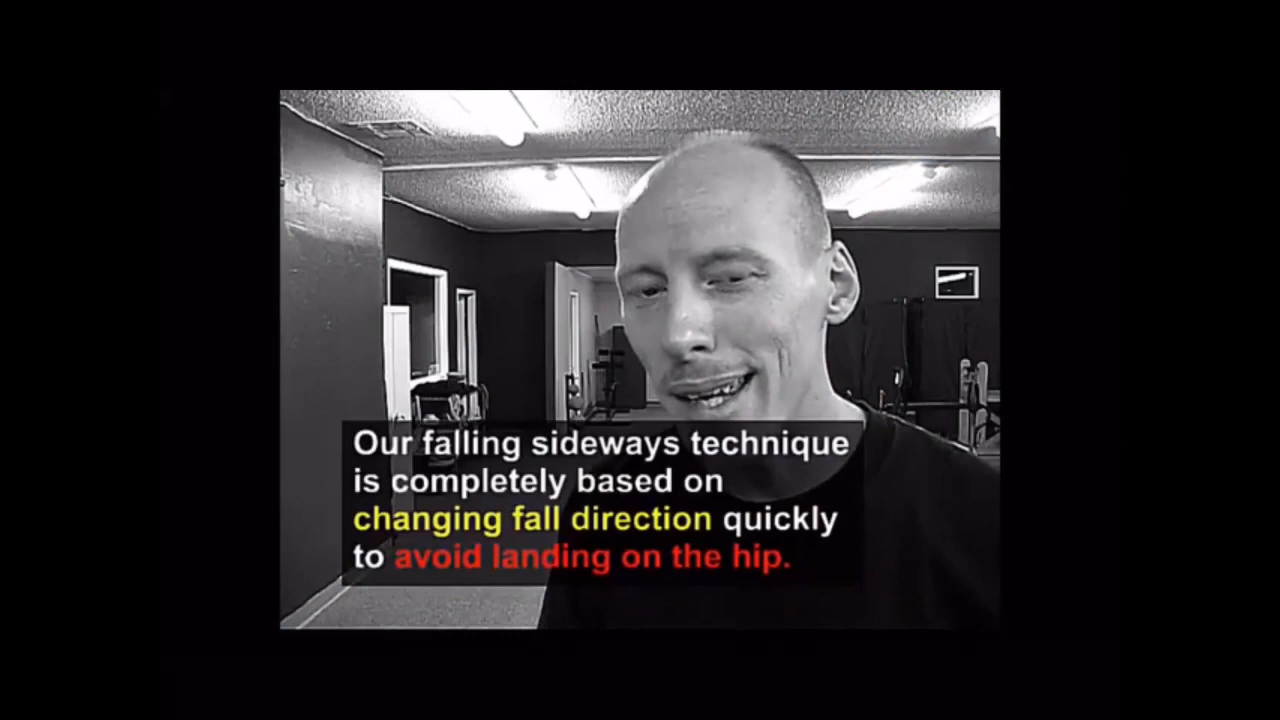 Our falling sideways technique
is completely based on
changing fall direction quickly
to avoid landing on the hip.